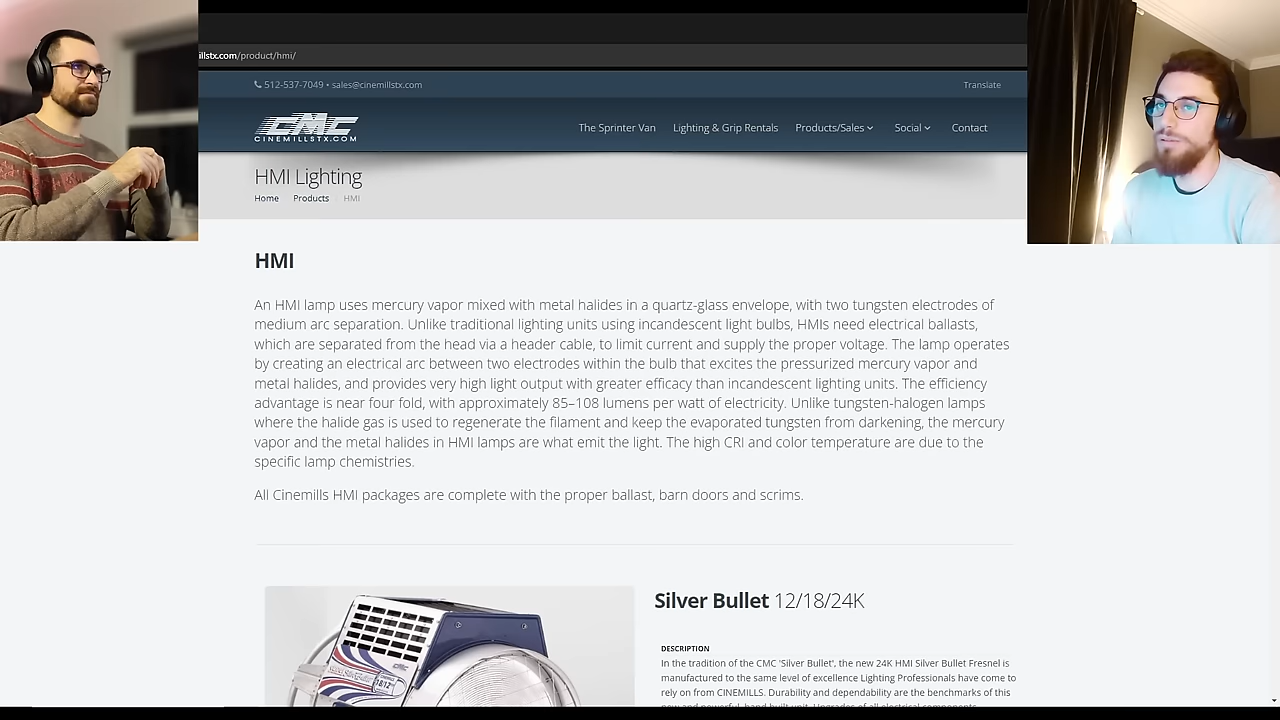 illstx.com/product/hmi/
512-537-7049 • sales@cinemillstx.com
Translate
CMC
CINEMILLSTX.COM
The Sprinter Van
Lighting & Grip Rentals
Products/Sales
Social
Contact
HMI Lighting
Home
Products
HMI
HMI
An HMI lamp uses mercury vapor mixed with metal halides in a quartz-glass envelope, with two tungsten electrodes of
medium arc separation. Unlike traditional lighting units using incandescent light bulbs, HMIs need electrical ballasts,
which are separated from the head via a header cable, to limit current and supply the proper voltage. The lamp operates
by creating an electrical arc between two electrodes within the bulb that excites the pressurized mercury vapor and
metal halides, and provides very high light output with greater efficacy than incandescent lighting units. The efficiency
advantage is near four fold, with approximately 85–108 lumens per watt of electricity. Unlike tungsten-halogen lamps
where the halide gas is used to regenerate the filament and keep the evaporated tungsten from darkening, the mercury
vapor and the metal halides in HMI lamps are what emit the light. The high CRI and color temperature are due to the
specific lamp chemistries.
All Cinemills HMI packages are complete with the proper ballast, barn doors and scrims.
Silver Bullet 12/18/24K
DESCRIPTION
In the tradition of the CMC 'Silver Bullet', the new 24K HMI Silver Bullet Fresnel is
manufactured to the same level of excellence Lighting Professionals have come to
rely on from CINEMILLS. Durability and dependability are the benchmarks of this
new and powerful, hand built unit. Upgrades of all electrical components,